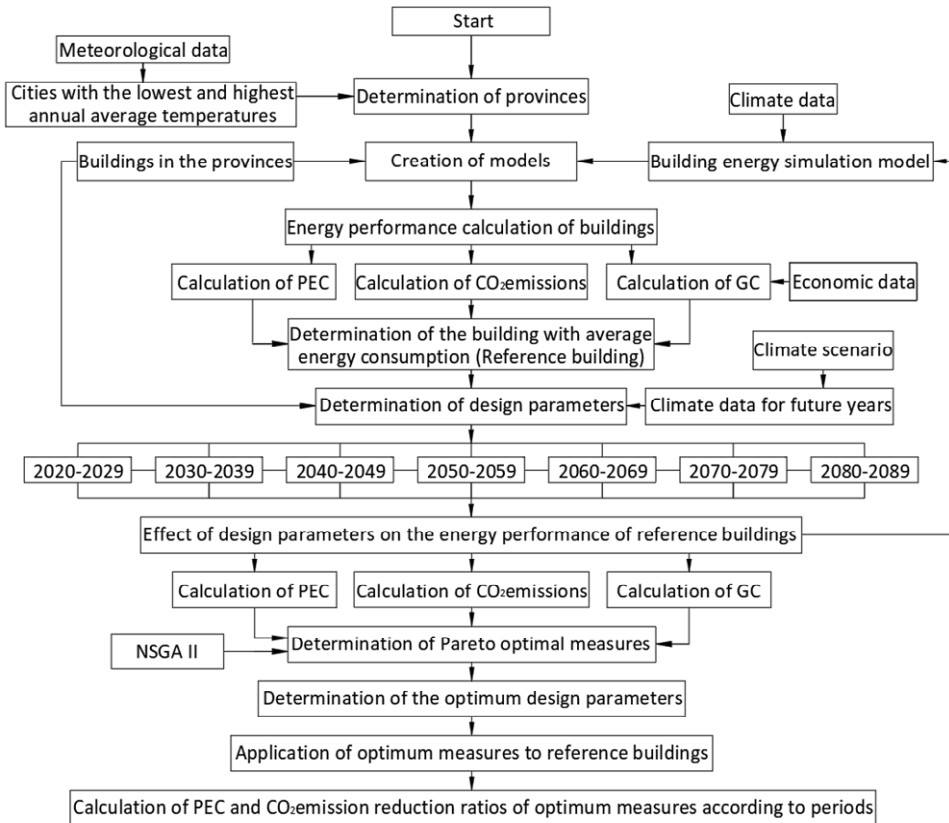 Start
Meteorological data
Cities with the lowest and highest
annual average temperatures
Determination of provinces
Climate data
Buildings in the provinces
Creation of models
Building energy simulation model
Energy performance calculation of buildings
Calculation of PEC
Calculation of CO₂emissions
Calculation of GC
Economic data
Determination of the building with average
energy consumption (Reference building)
Climate scenario
Determination of design parameters
Climate data for future years
2020-2029
2030-2039
2040-2049
2050-2059
2060-2069
2070-2079
2080-2089
Effect of design parameters on the energy performance of reference buildings
Calculation of PEC
Calculation of CO₂emissions
Calculation of GC
NSGA II
Determination of Pareto optimal measures
Determination of the optimum design parameters
Application of optimum measures to reference buildings
Calculation of PEC and CO₂emission reduction ratios of optimum measures according to periods